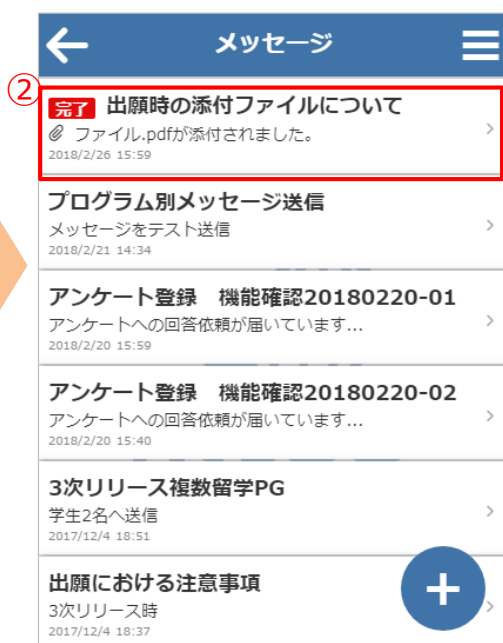 メッセージ
②
完了 出願時の添付ファイルについて
ファイル.pdfが添付されました。
2018/2/26 15:59
プログラム別メッセージ送信
メッセージをテスト送信
2018/2/21 14:34
アンケート登録　機能確認20180220-01
アンケートへの回答依頼が届いています...
2018/2/20 15:59
アンケート登録　機能確認20180220-02
アンケートへの回答依頼が届いています...
2018/2/20 15:40
3次リリース複数留学PG
学生2名へ送信
2017/12/4 18:51
出願における注意事項
3次リリース時
2017/12/4 18:37